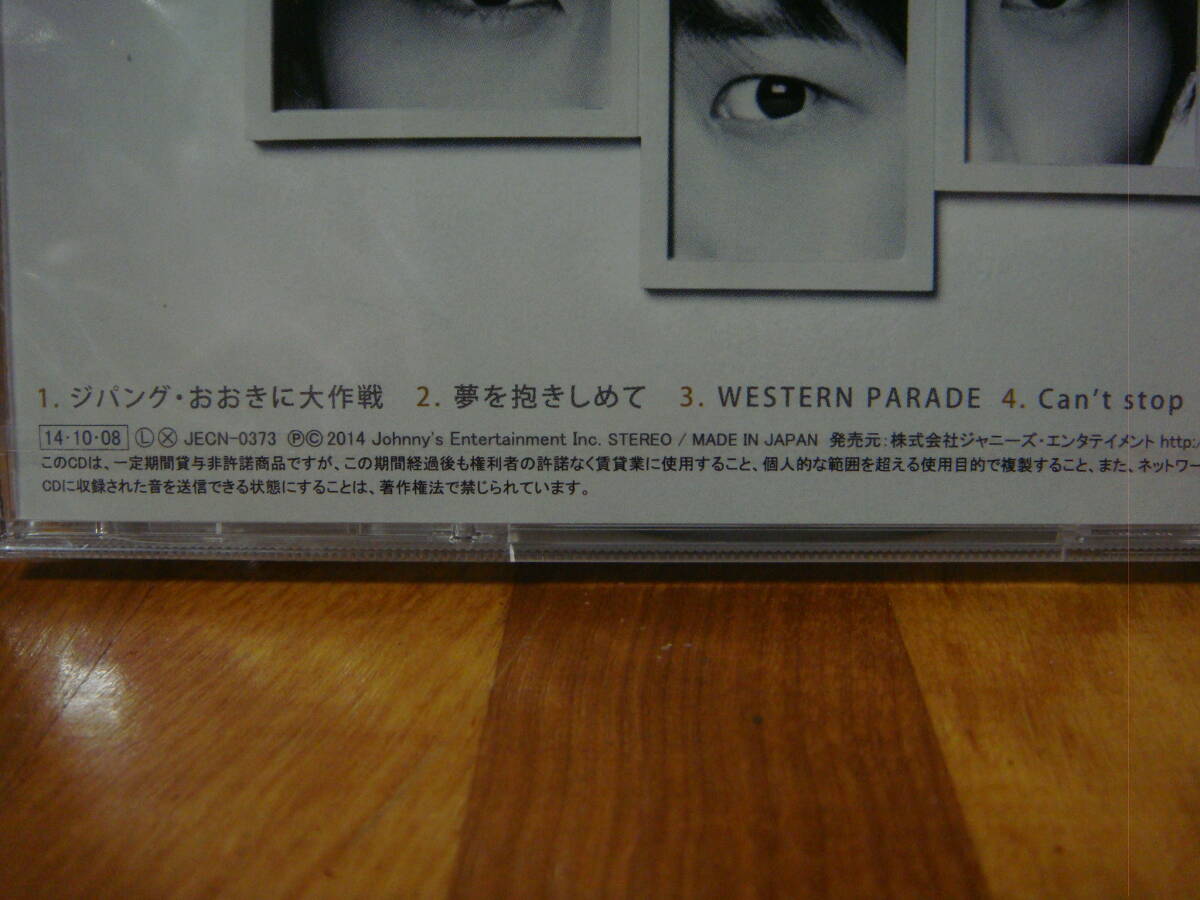 1. ジパング・おおきに大作戦 2. 夢を抱きしめて 3. WESTERN PARADE 4. Can't stop
14・10・08 Ⓛ Ⓧ JECN-0373 ℗© 2014 Johnny's Entertainment Inc. STEREO / MADE IN JAPAN 発売元：株式会社ジャニーズ・エンタテイメント http:/
このCDは、一定期間貸与非許諾商品ですが、この期間経過後も権利者の許諾なく賃貸業に使用すること、個人的な範囲を超える使用目的で複製すること、また、ネットワー
CDに収録された音を送信できる状態にすることは、著作権法で禁じられています。